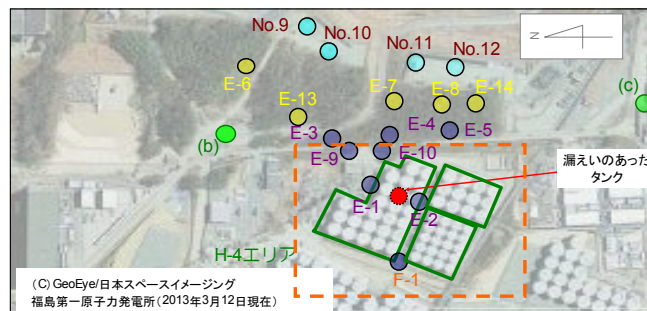 No.9
No.10
No.11
No.12
N
E-6
E-7
E-8
E-14
(c)
E-13
(b)
E-3
E-4
E-5
E-9
E-10
漏えいのあった
タンク
E-1
E-2
H-4エリア
F-1
(C) GeoEye/日本スペースイメージング
福島第一原子力発電所(2013年3月12日現在)